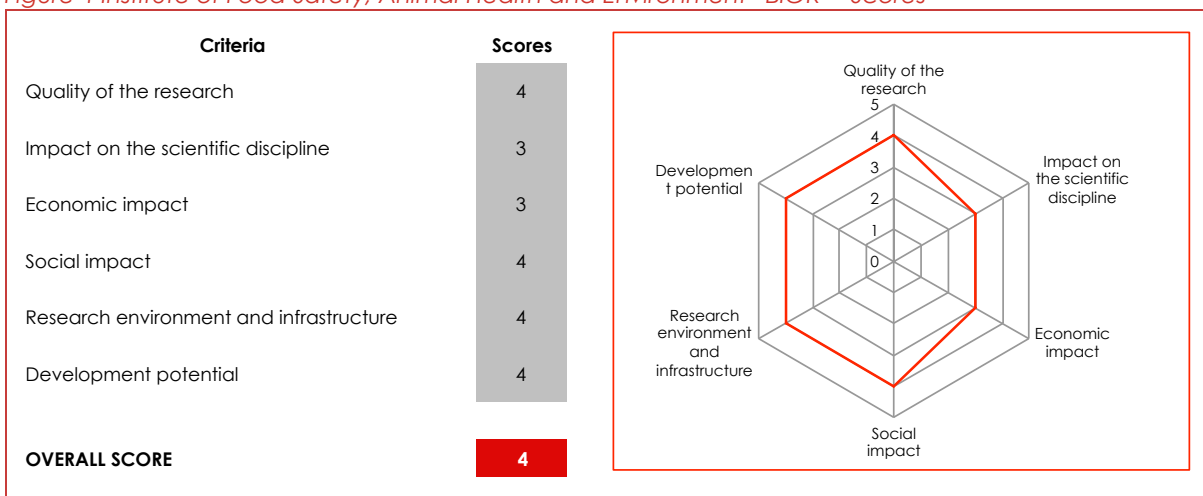 Criteria Scores
Quality of the research 4
Impact on the scientific discipline 3
Economic impact 3
Social impact 4
Research environment and infrastructure 4
Development potential 4
OVERALL SCORE 4
Quality of the
research
5
4
3
2
1
0
Impact on
the scientific
discipline
Economic
impact
Social
impact
Research
environment
and
infrastructure
Developmen
t potential